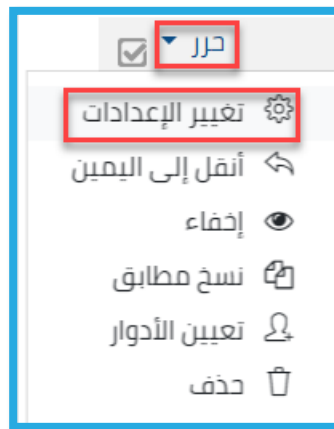 حرر
تغيير الإعدادات
أنقل إلى اليمين
إخفاء
نسخ مطابق
تعيين الأدوار
حذف